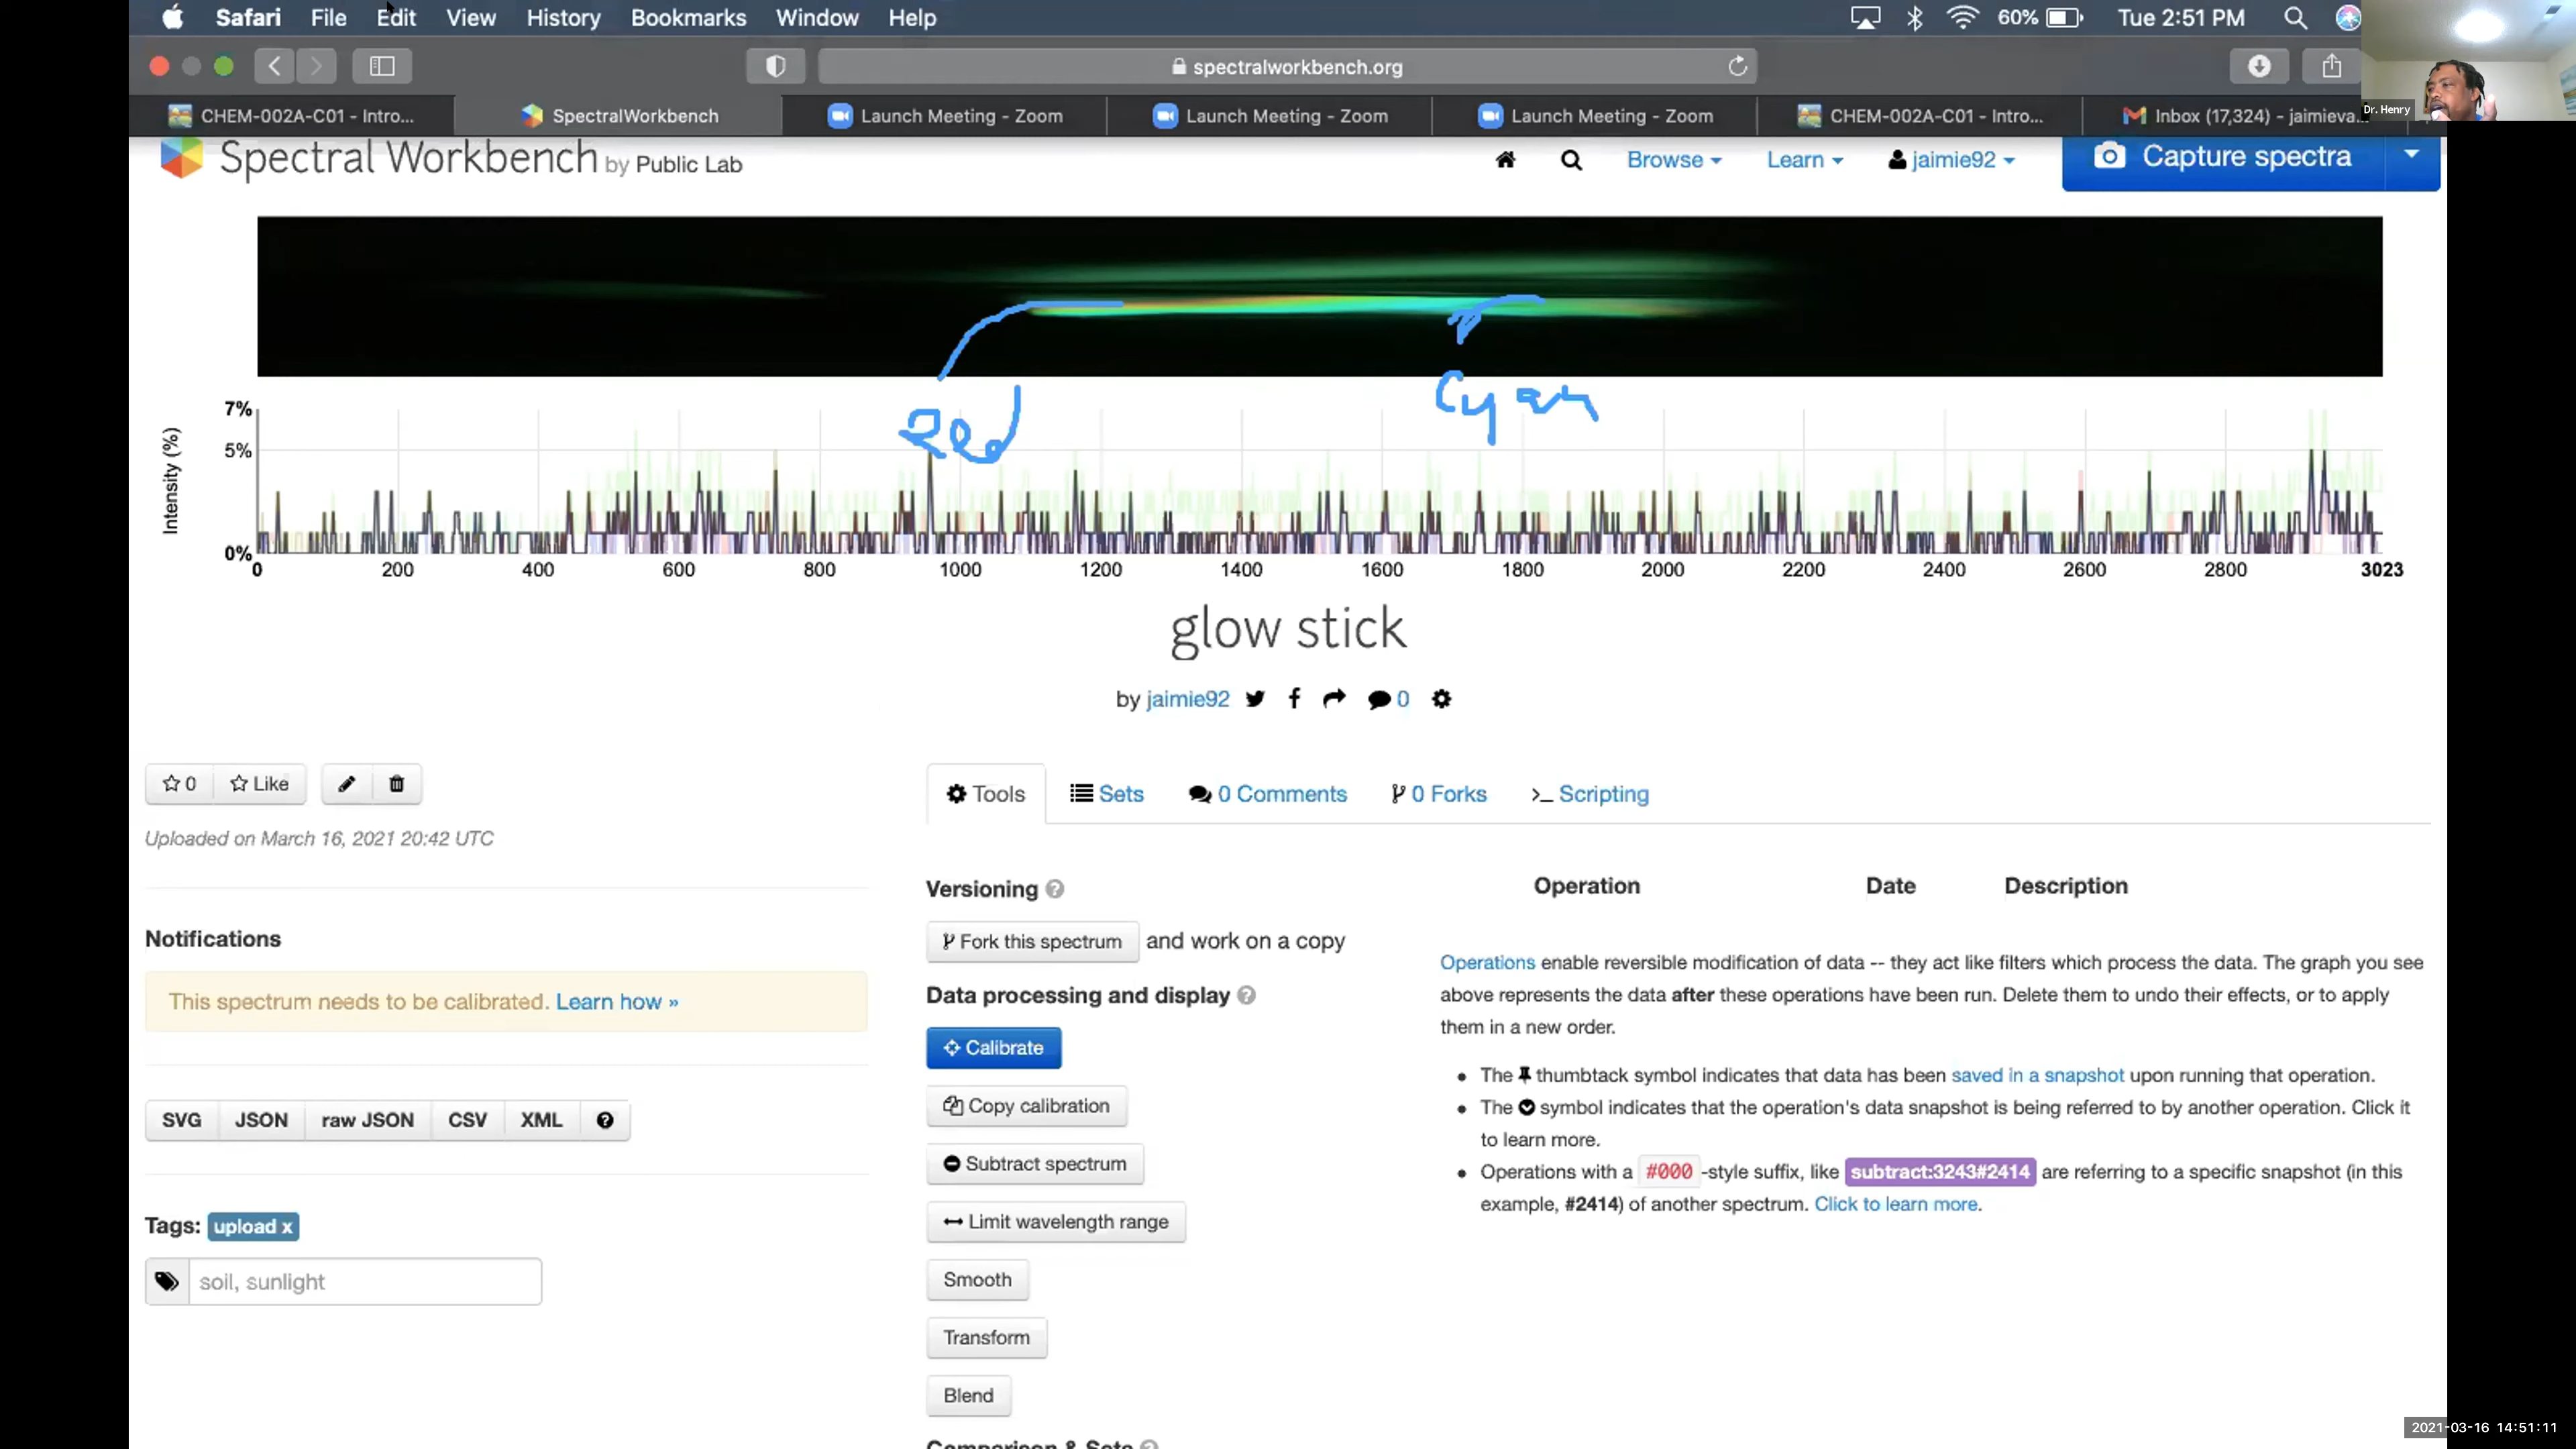 Safari File Edit View History Bookmarks Window Help 60% Tue 2:51 PM
spectralworkbench.org
Dr. Henry
CHEM-002A-C01 - Intro... SpectralWorkbench Launch Meeting - Zoom Launch Meeting - Zoom Launch Meeting - Zoom CHEM-002A-C01 - Intro... Inbox (17,324) - jaimieva...
Spectral Workbench by Public Lab Browse Learn jaimie92 Capture spectra
Red
Cyan
Intensity (%)
7%
5%
0%
0 200 400 600 800 1000 1200 1400 1600 1800 2000 2200 2400 2600 2800 3023
glow stick
by jaimie92 0
0 Like
Uploaded on March 16, 2021 20:42 UTC
Notifications
This spectrum needs to be calibrated. Learn how »
SVG JSON raw JSON CSV XML
Tags: upload x
soil, sunlight
Tools Sets 0 Comments 0 Forks >_ Scripting
Versioning
Fork this spectrum and work on a copy
Data processing and display
Calibrate
Copy calibration
Subtract spectrum
Limit wavelength range
Smooth
Transform
Blend
Comparison & Sets
Operation Date Description
Operations enable reversible modification of data -- they act like filters which process the data. The graph you see
above represents the data after these operations have been run. Delete them to undo their effects, or to apply
them in a new order.
• The thumbtack symbol indicates that data has been saved in a snapshot upon running that operation.
• The symbol indicates that the operation's data snapshot is being referred to by another operation. Click it
to learn more.
• Operations with a #000 -style suffix, like subtract:3243#2414 are referring to a specific snapshot (in this
example, #2414) of another spectrum. Click to learn more.
2021-03-16 14:51:11